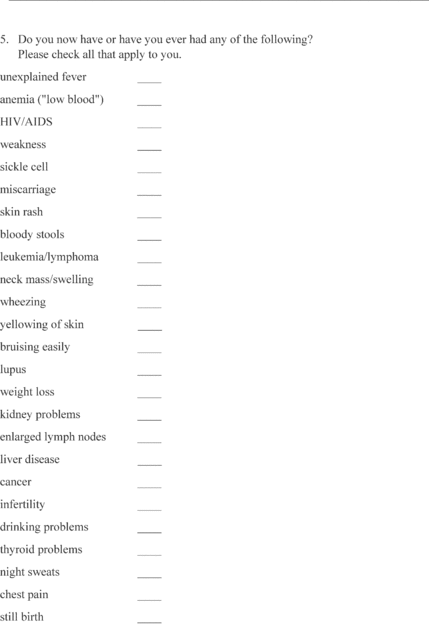 5. Do you now have or have you ever had any of the following?
Please check all that apply to you.
unexplained fever ____
anemia ("low blood") ____
HIV/AIDS ____
weakness ____
sickle cell ____
miscarriage ____
skin rash ____
bloody stools ____
leukemia/lymphoma ____
neck mass/swelling ____
wheezing ____
yellowing of skin ____
bruising easily ____
lupus ____
weight loss ____
kidney problems ____
enlarged lymph nodes ____
liver disease ____
cancer ____
infertility ____
drinking problems ____
thyroid problems ____
night sweats ____
chest pain ____
still birth ____